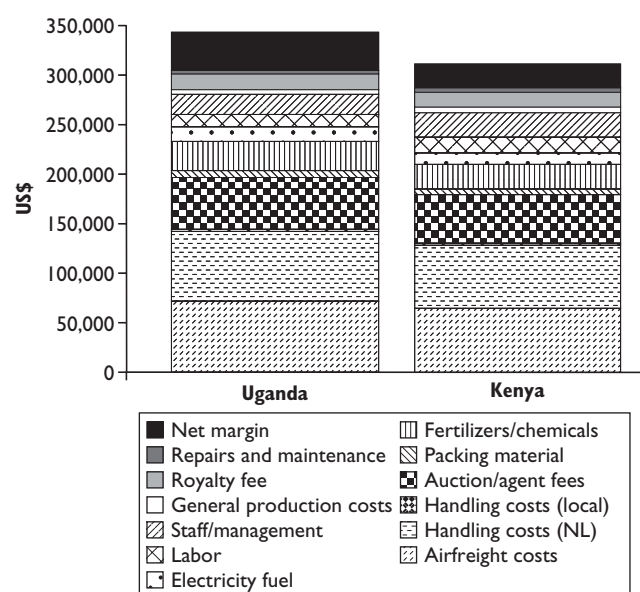 350,000
300,000
250,000
200,000
150,000
100,000
50,000
0
US$
Uganda
Kenya
Net margin
Repairs and maintenance
Royalty fee
General production costs
Staff/management
Labor
Electricity fuel
Fertilizers/chemicals
Packing material
Auction/agent fees
Handling costs (local)
Handling costs (NL)
Airfreight costs